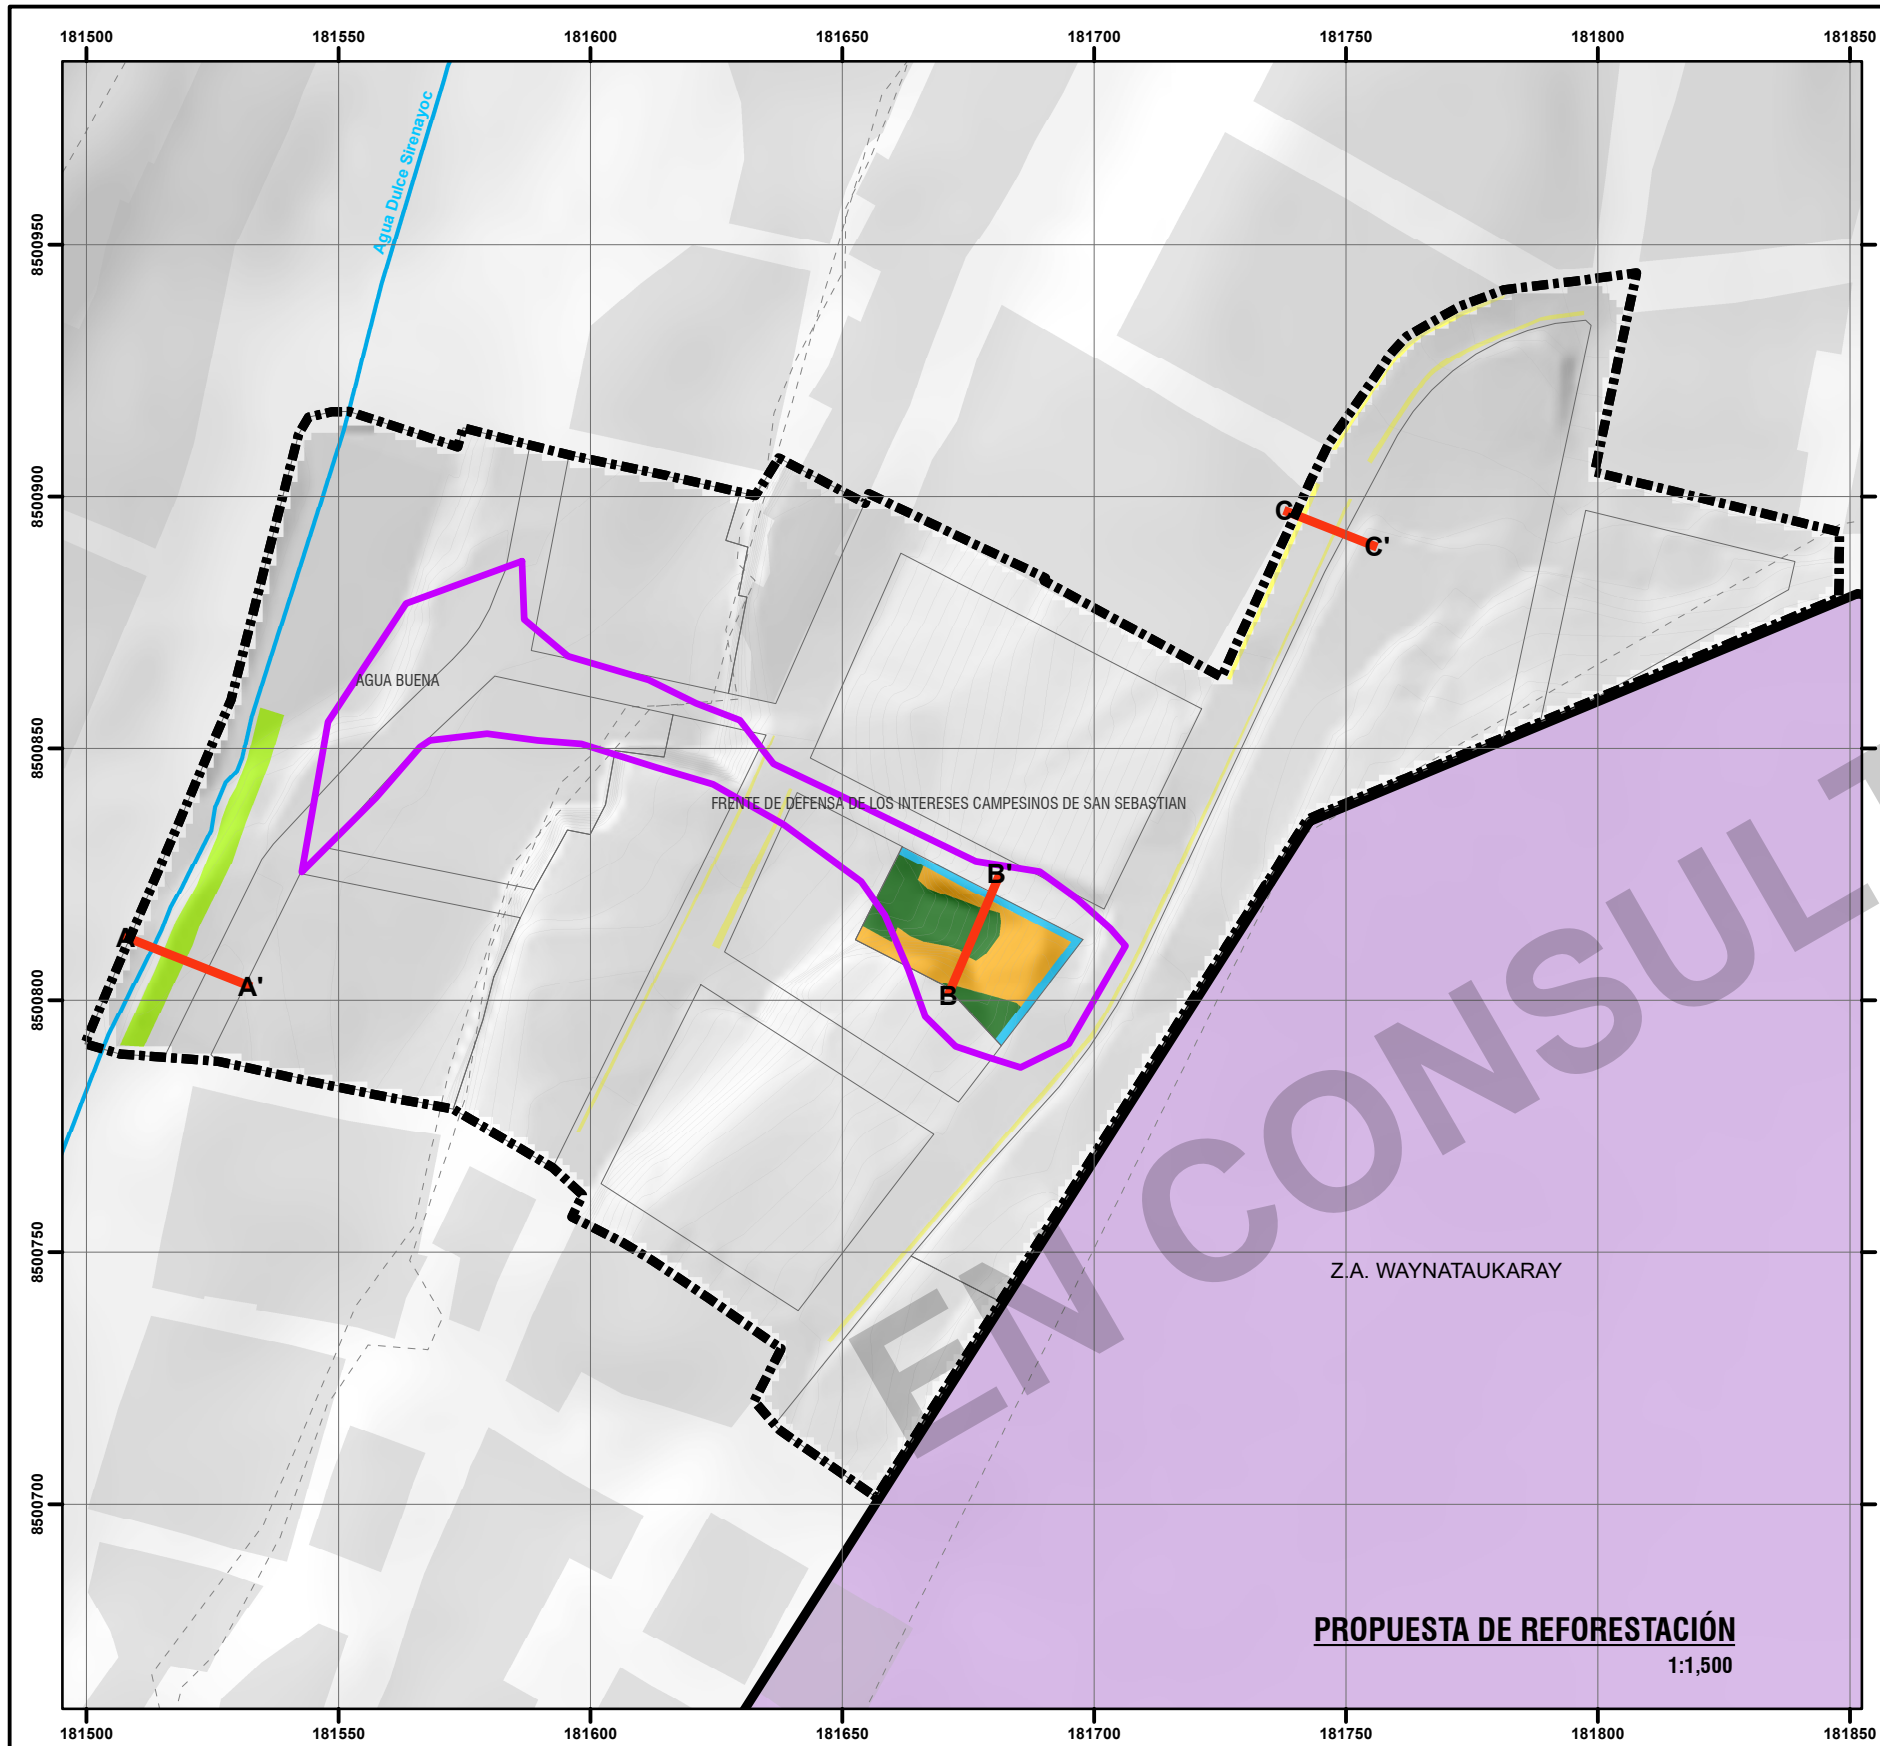 181500 181550 181600 181650 181700 181750 181800 181850
8500950
8500900
8500850
8500800
8500750
8500700
Agua Dulce Sirenayoc
C
C'
AGUA BUENA
FRENTE DE DEFENSA DE LOS INTERESES CAMPESINOS DE SAN SEBASTIAN
B'
A
A'
B
EN CONSULT
Z.A. WAYNATAUKARAY
PROPUESTA DE REFORESTACIÓN
1:1,500
181500 181550 181600 181650 181700 181750 181800 181850